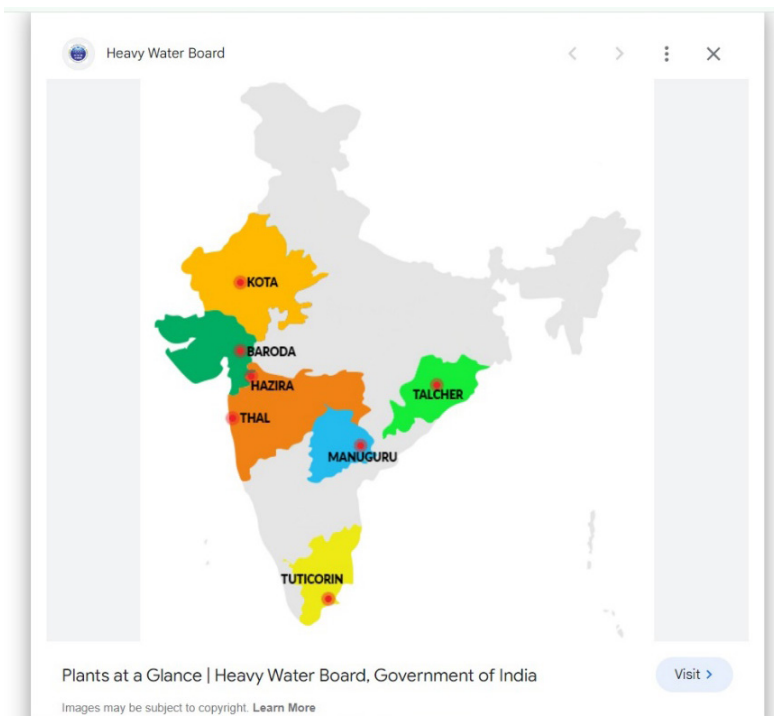 Heavy Water Board
KOTA
BARODA
HAZIRA
THAL
TALCHER
MANUGURU
TUTICORIN
Plants at a Glance | Heavy Water Board, Government of India
Visit >
Images may be subject to copyright. Learn More